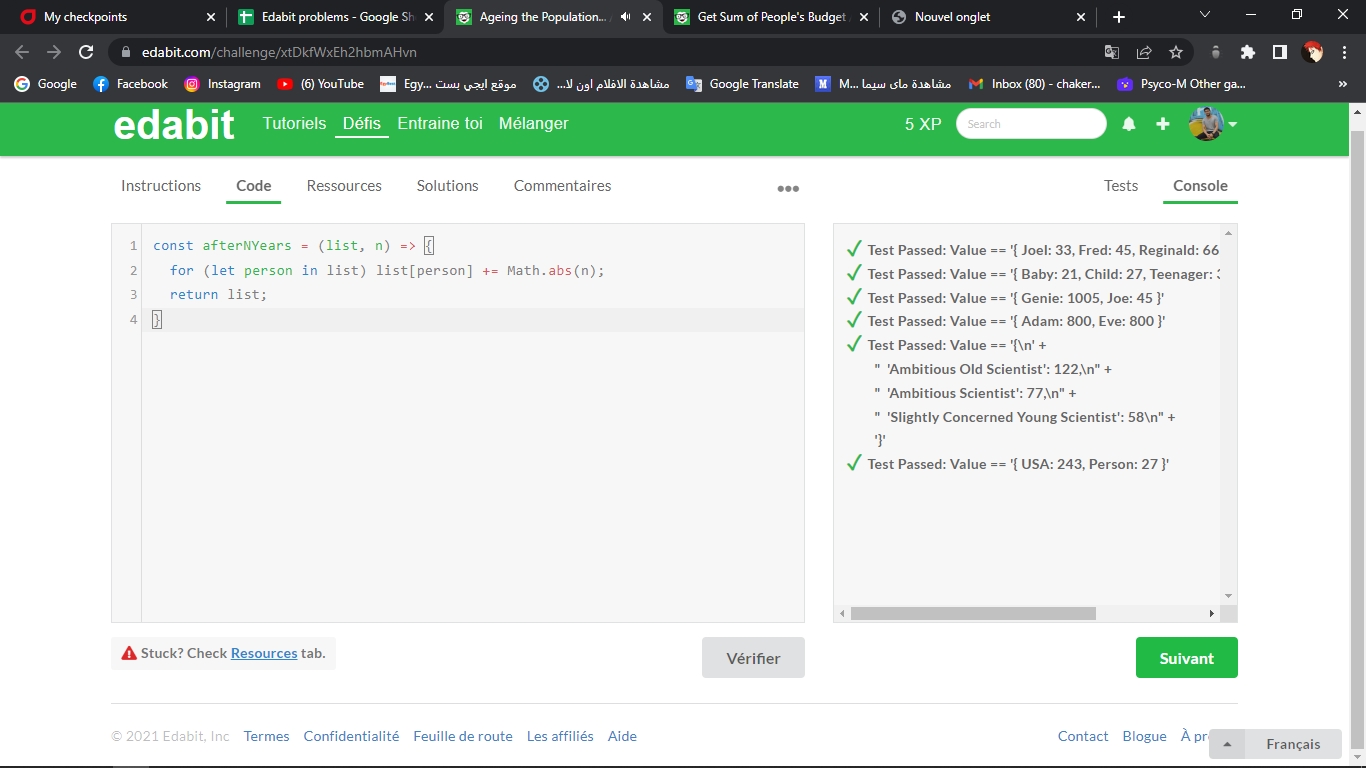 My checkpoints
Edabit problems - Google Sh
Ageing the Population...
Get Sum of People's Budget
Nouvel onglet
edabit.com/challenge/xtDkfWxEh2hbmAHvn
Google
Facebook
Instagram
(6) YouTube
Egy... موقع ايجي بست
مشاهدة الافلام اون لا...
Google Translate
M... مشاهدة ماى سيما
Inbox (80) - chaker...
Psyco-M Other ga...
»
edabit
Tutoriels Défis Entraine toi Mélanger
5 XP
Search
Instructions Code Ressources Solutions Commentaires
Tests Console
1 const afterNYears = (list, n) => {
2 for (let person in list) list[person] += Math.abs(n);
3 return list;
4 }
Test Passed: Value == '{ Joel: 33, Fred: 45, Reginald: 66
Test Passed: Value == '{ Baby: 21, Child: 27, Teenager:
Test Passed: Value == '{ Genie: 1005, Joe: 45 }'
Test Passed: Value == '{ Adam: 800, Eve: 800 }'
Test Passed: Value == '{\n' +
" 'Ambitious Old Scientist': 122,\n" +
" 'Ambitious Scientist': 77,\n" +
" 'Slightly Concerned Young Scientist': 58\n" +
'}'
Test Passed: Value == '{ USA: 243, Person: 27 }'
Stuck? Check Resources tab.
Vérifier
Suivant
© 2021 Edabit, Inc Termes Confidentialité Feuille de route Les affiliés Aide
Contact Blogue À pr
Français